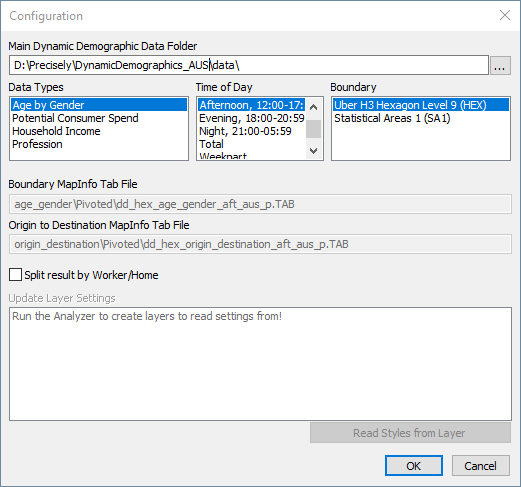 Configuration
Main Dynamic Demographic Data Folder
D:\Precisely\DynamicDemographics_AUS\data\
...
Data Types
Time of Day
Boundary
Age by Gender
Potential Consumer Spend
Household Income
Profession
Afternoon, 12:00-17:
Evening, 18:00-20:59
Night, 21:00-05:59
Total
Weekpart
Uber H3 Hexagon Level 9 (HEX)
Statistical Areas 1 (SA1)
Boundary MapInfo Tab File
age_gender\Pivoted\dd_hex_age_gender_aft_aus_p.TAB
Origin to Destination MapInfo Tab File
origin_destination\Pivoted\dd_hex_origin_destination_aft_aus_p.TAB
Split result by Worker/Home
Update Layer Settings
Run the Analyzer to create layers to read settings from!
Read Styles from Layer
OK
Cancel